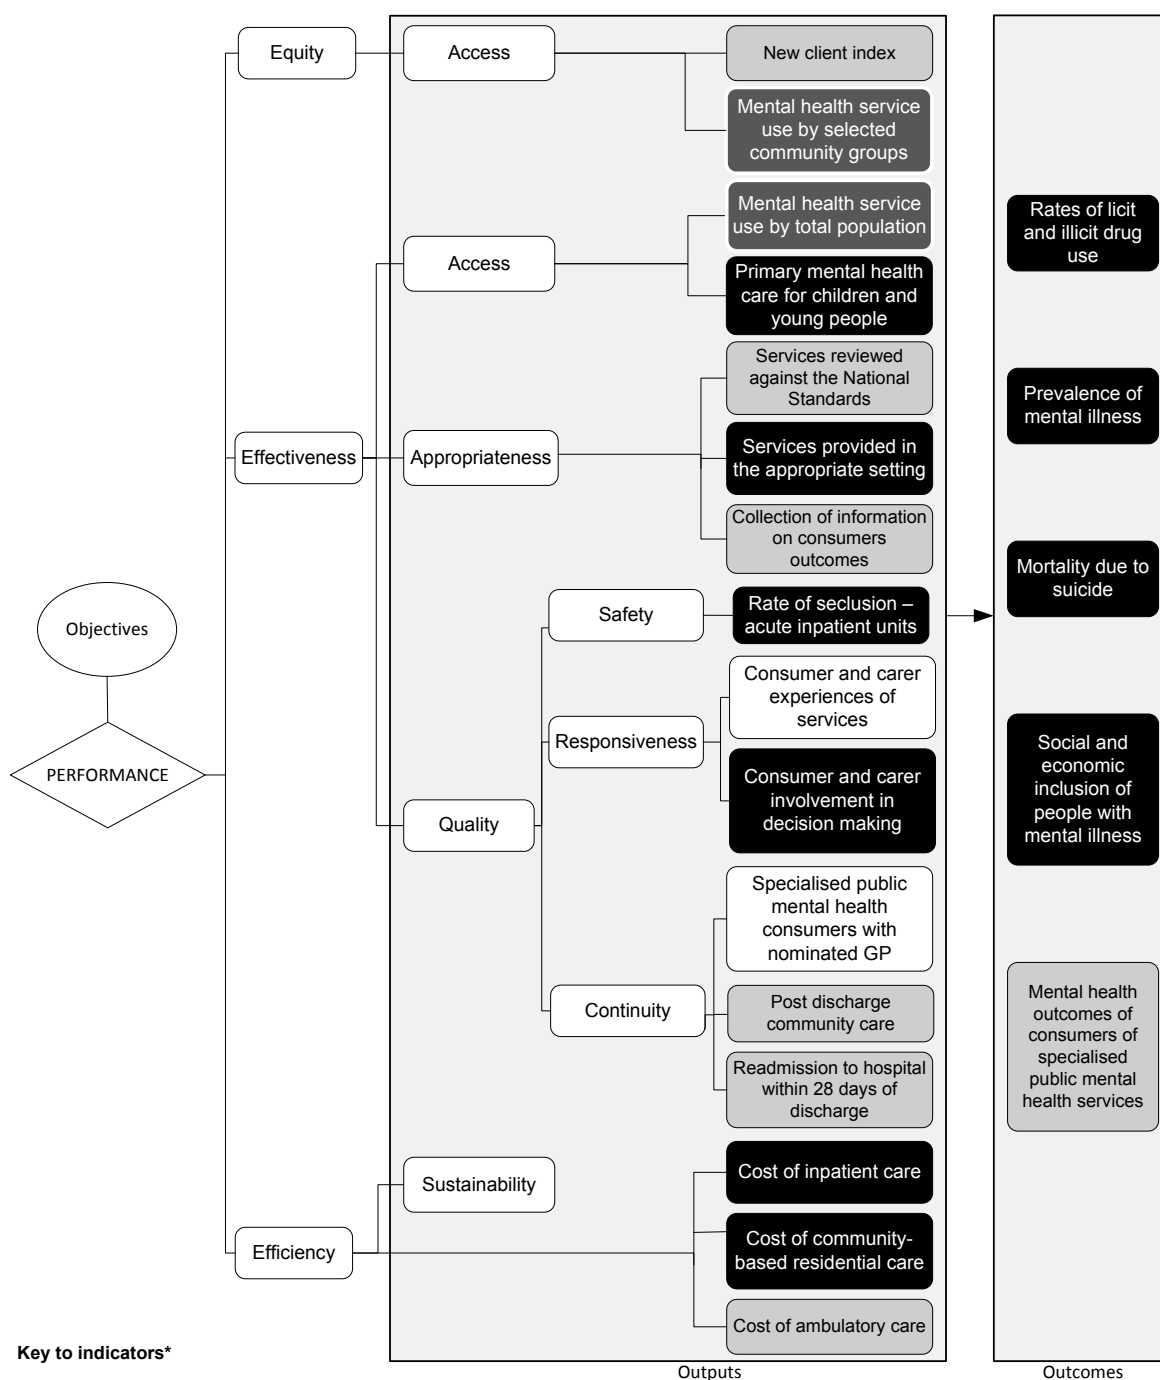 Equity
Access
New client index
Mental health service
use by selected
community groups
Mental health service
use by total population
Access
Primary mental health
care for children and
young people
Services reviewed
against the National
Standards
Effectiveness
Appropriateness
Services provided in
the appropriate setting
Collection of information
on consumers
outcomes
Objectives
PERFORMANCE
Safety
Rate of seclusion –
acute inpatient units
Consumer and carer
experiences of
services
Responsiveness
Consumer and carer
involvement in
decision making
Quality
Specialised public
mental health
consumers with
nominated GP
Continuity
Post discharge
community care
Readmission to hospital
within 28 days of
discharge
Sustainability
Cost of inpatient care
Efficiency
Cost of community-
based residential care
Cost of ambulatory care
Rates of licit
and illicit drug
use
Prevalence of
mental illness
Mortality due to
suicide
Social and
economic
inclusion of
people with
mental illness
Mental health
outcomes of
consumers of
specialised
public mental
health services
Key to indicators*
Outputs
Outcomes